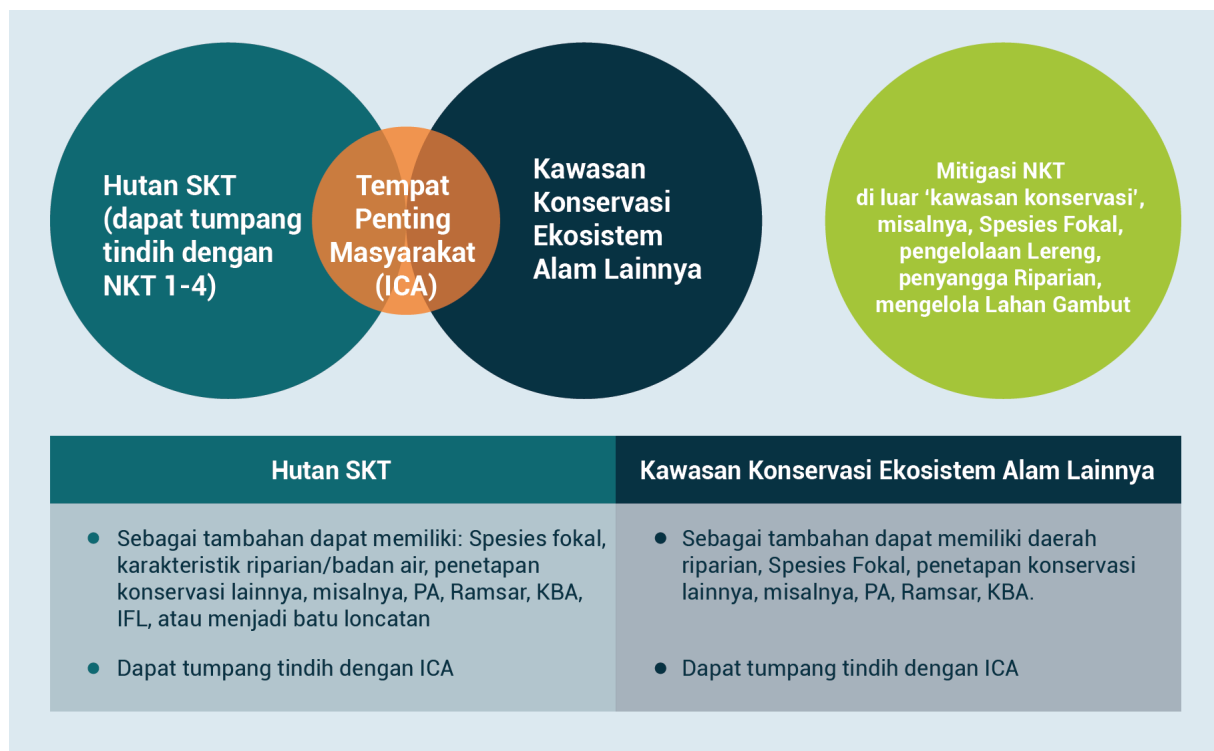 Hutan SKT
(dapat tumpang
tindih dengan
NKT 1-4)
Tempat
Penting
Masyarakat
(ICA)
Kawasan
Konservasi
Ekosistem
Alam Lainnya
Mitigasi NKT
di luar ‘kawasan konservasi’,
misalnya, Spesies Fokal,
pengelolaan Lereng,
penyangga Riparian,
mengelola Lahan Gambut
Hutan SKT
● Sebagai tambahan dapat memiliki: Spesies fokal,
karakteristik riparian/badan air, penetapan
konservasi lainnya, misalnya, PA, Ramsar, KBA,
IFL, atau menjadi batu loncatan
● Dapat tumpang tindih dengan ICA
Kawasan Konservasi Ekosistem Alam Lainnya
● Sebagai tambahan dapat memiliki daerah
riparian, Spesies Fokal, penetapan konservasi
lainnya, misalnya, PA, Ramsar, KBA.
● Dapat tumpang tindih dengan ICA